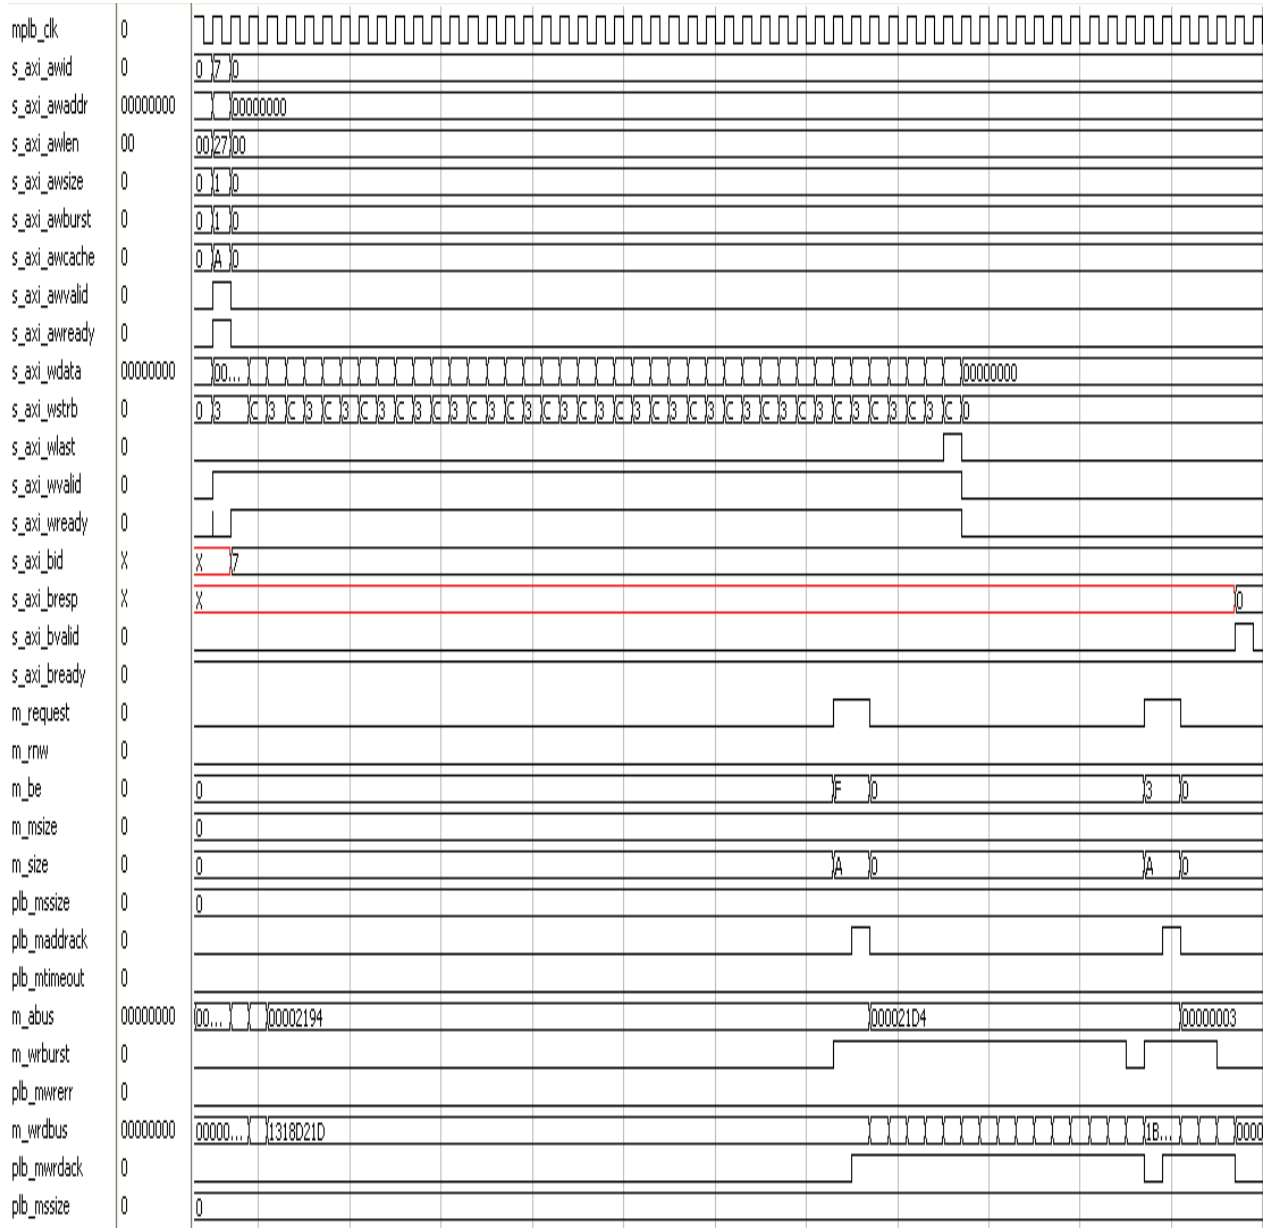 mplb_clk 0
s_axi_awid 0 0 7 0
s_axi_awaddr 00000000 00000000
s_axi_awlen 00 00 27 00
s_axi_awsize 0 0 1 0
s_axi_awburst 0 0 1 0
s_axi_awcache 0 0 A 0
s_axi_awvalid 0
s_axi_awready 0
s_axi_wdata 00000000 00... 00000000
s_axi_wstrb 0 0 3 C 3 C 3 C 3 C 3 C 3 C 3 C 3 C 3 C 3 C 3 C 3 C 3 C 3 C 3 C 3 C 3 C 3 C 3 C 3 C 0
s_axi_wlast 0
s_axi_wvalid 0
s_axi_wready 0
s_axi_bid X X 7
s_axi_bresp X X 0
s_axi_bvalid 0
s_axi_bready 0
m_request 0
m_rnw 0
m_be 0 0 F 0 3 0
m_msize 0 0
m_size 0 0 A 0 A 0
plb_mssize 0 0
plb_maddrack 0
plb_mtimeout 0
m_abus 00000000 00... 00002194 000021D4 00000003
m_wrburst 0
plb_mwrerr 0
m_wrdbus 00000000 00000... 1318D21D 1B... 0000
plb_mwrdack 0
plb_mssize 0 0